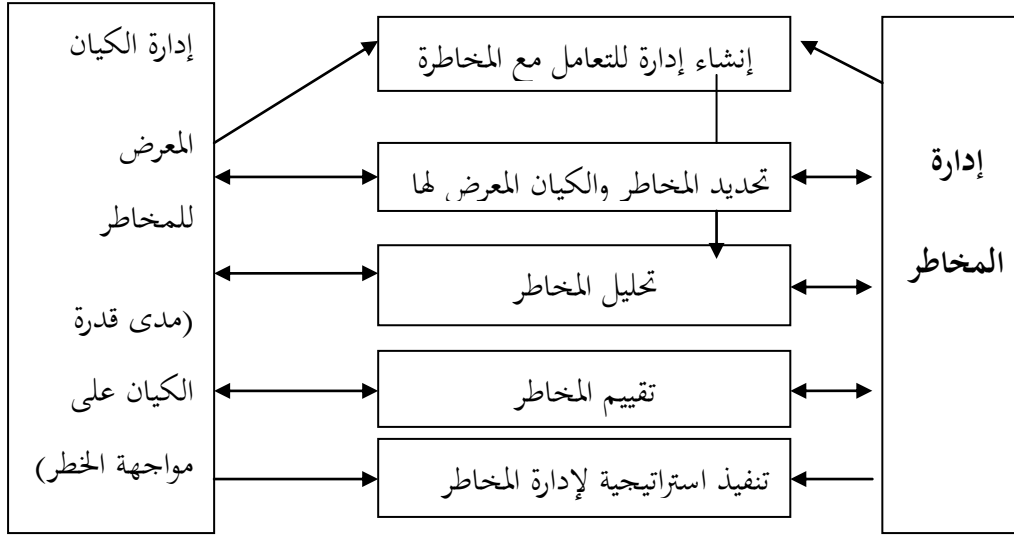 إدارة
المخاطر
إنشاء إدارة للتعامل مع المخاطرة
تحديد المخاطر والكيان المعرض لها
تحليل المخاطر
تقييم المخاطر
تنفيذ استراتيجية لإدارة المخاطر
إدارة الكيان
المعرض
للمخاطر
(مدى قدرة
الكيان على
مواجهة الخطر)